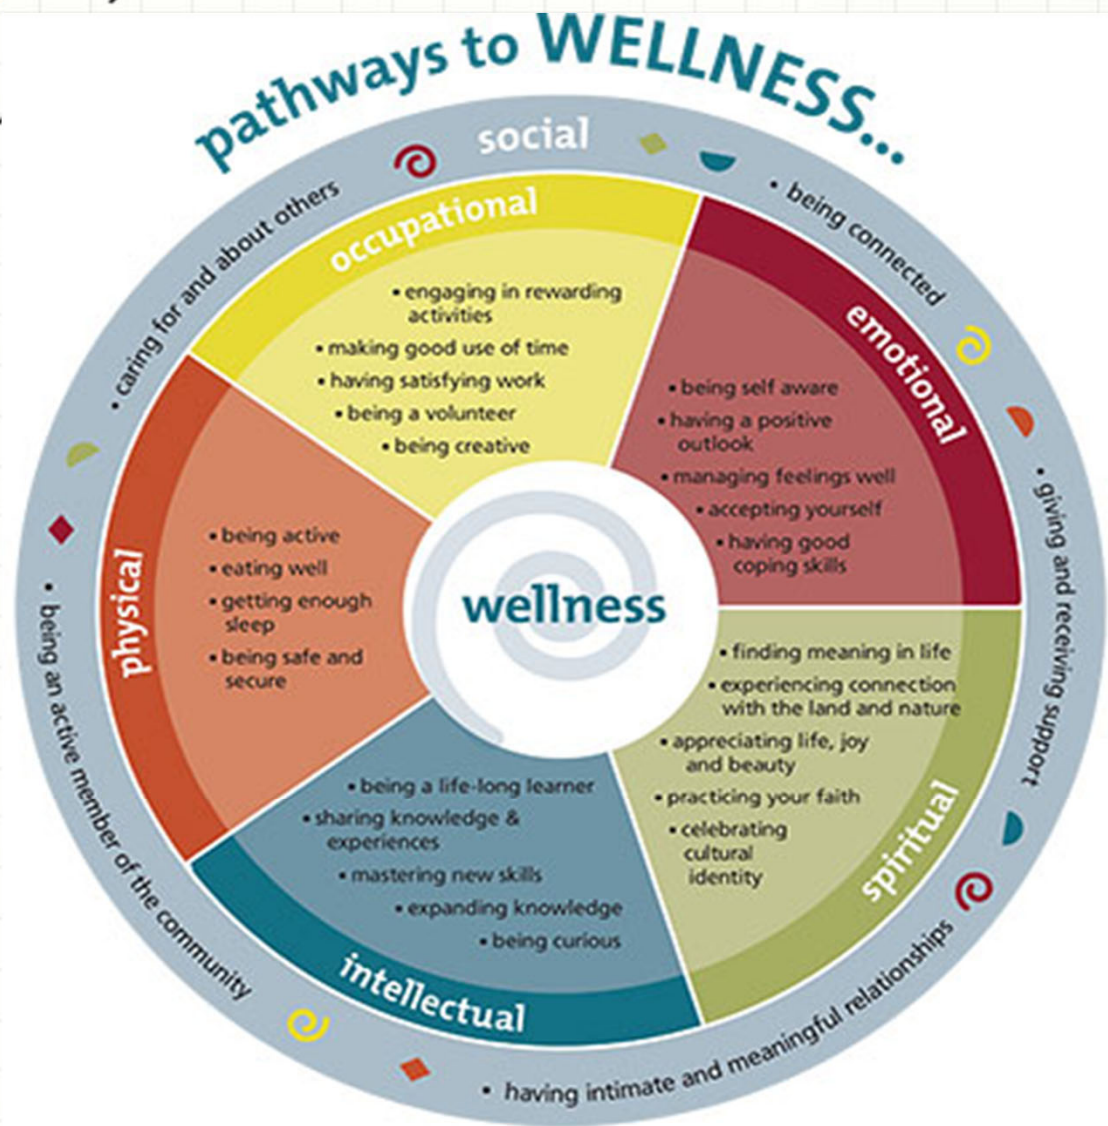 pathways to WELLNESS...
social
• being connected
• giving and receiving support
• having intimate and meaningful relationships
• being an active member of the community
• caring for and about others
occupational
• engaging in rewarding
activities
• making good use of time
• having satisfying work
• being a volunteer
• being creative
emotional
• being self aware
• having a positive
outlook
• managing feelings well
• accepting yourself
• having good
coping skills
spiritual
• finding meaning in life
• experiencing connection
with the land and nature
• appreciating life, joy
and beauty
• practicing your faith
• celebrating
cultural
identity
intellectual
• being a life-long learner
• sharing knowledge &
experiences
• mastering new skills
• expanding knowledge
• being curious
physical
• being active
• eating well
• getting enough
sleep
• being safe and
secure
wellness